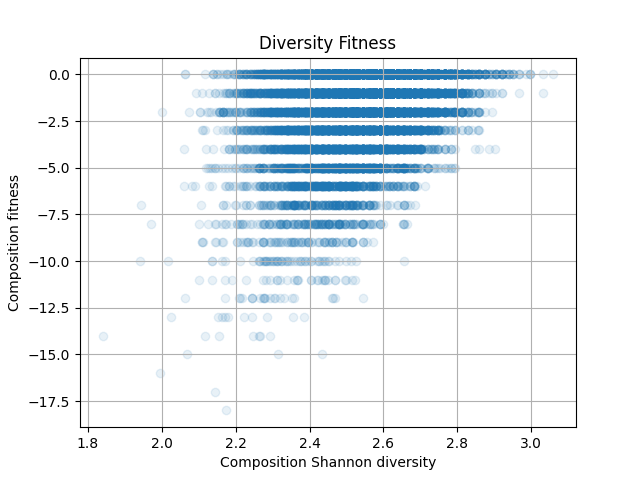 Diversity Fitness
0.0
−2.5
−5.0
−7.5
−10.0
−12.5
−15.0
−17.5
Composition fitness
1.8 2.0 2.2 2.4 2.6 2.8 3.0
Composition Shannon diversity